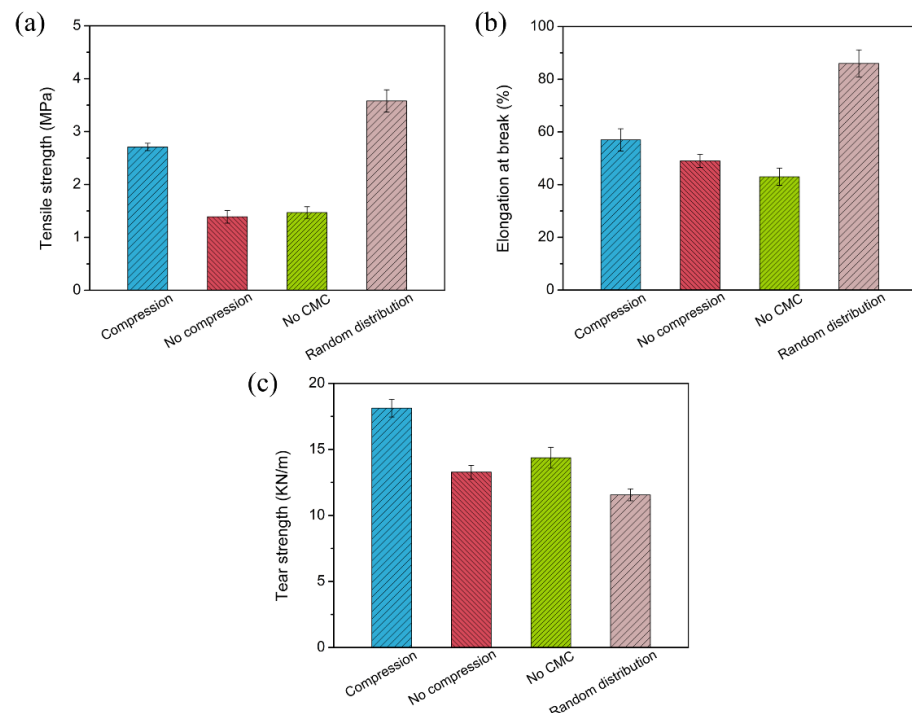 (a)
5
4
3
2
1
0
Tensile strength (MPa)
Compression
No compression
No CMC
Random distribution
(b)
100
80
60
40
20
0
Elongation at break (%)
Compression
No compression
No CMC
Random distribution
(c)
20
15
10
5
0
Tear strength (KN/m)
Compression
No compression
No CMC
Random distribution